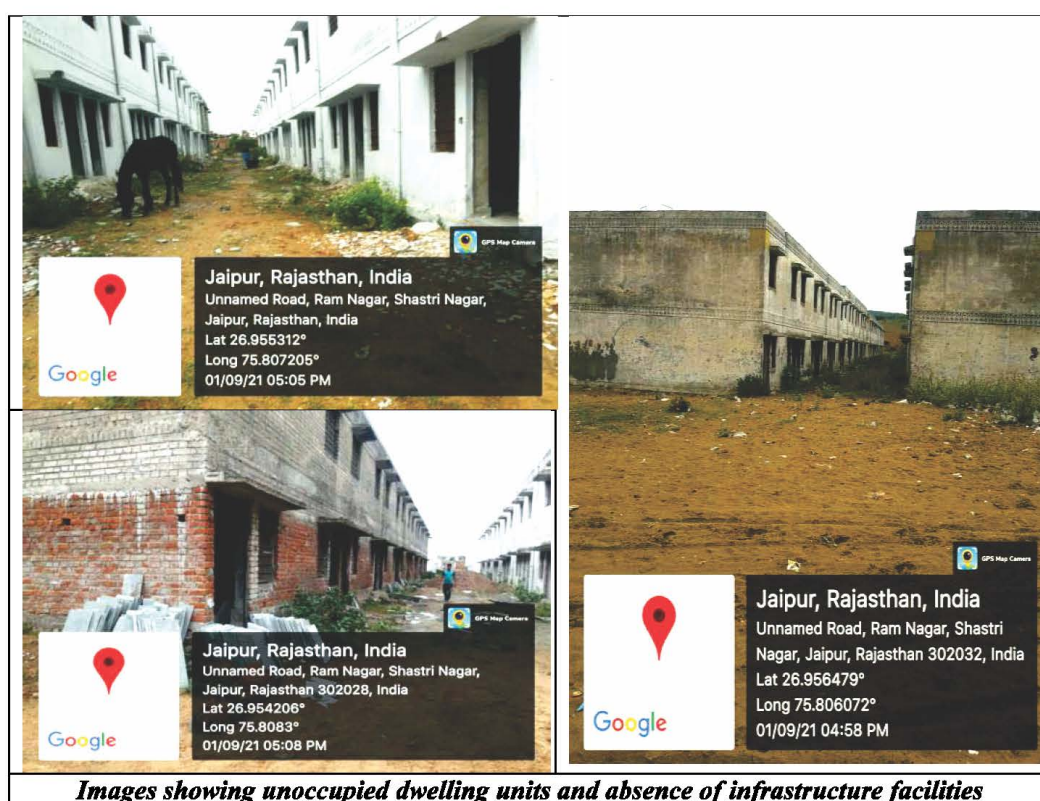 GPS Map Camera
Jaipur, Rajasthan, India
Unnamed Road, Ram Nagar, Shastri Nagar,
Jaipur, Rajasthan, India
Lat 26.955312°
Long 75.807205°
01/09/21 05:05 PM
Google
GPS Map Camera
Jaipur, Rajasthan, India
Unnamed Road, Ram Nagar, Shastri Nagar,
Jaipur, Rajasthan 302028, India
Lat 26.954206°
Long 75.8083°
01/09/21 05:08 PM
Google
GPS Map Camera
Jaipur, Rajasthan, India
Unnamed Road, Ram Nagar, Shastri
Nagar, Jaipur, Rajasthan 302032, India
Lat 26.956479°
Long 75.806072°
01/09/21 04:58 PM
Google
Images showing unoccupied dwelling units and absence of infrastructure facilities